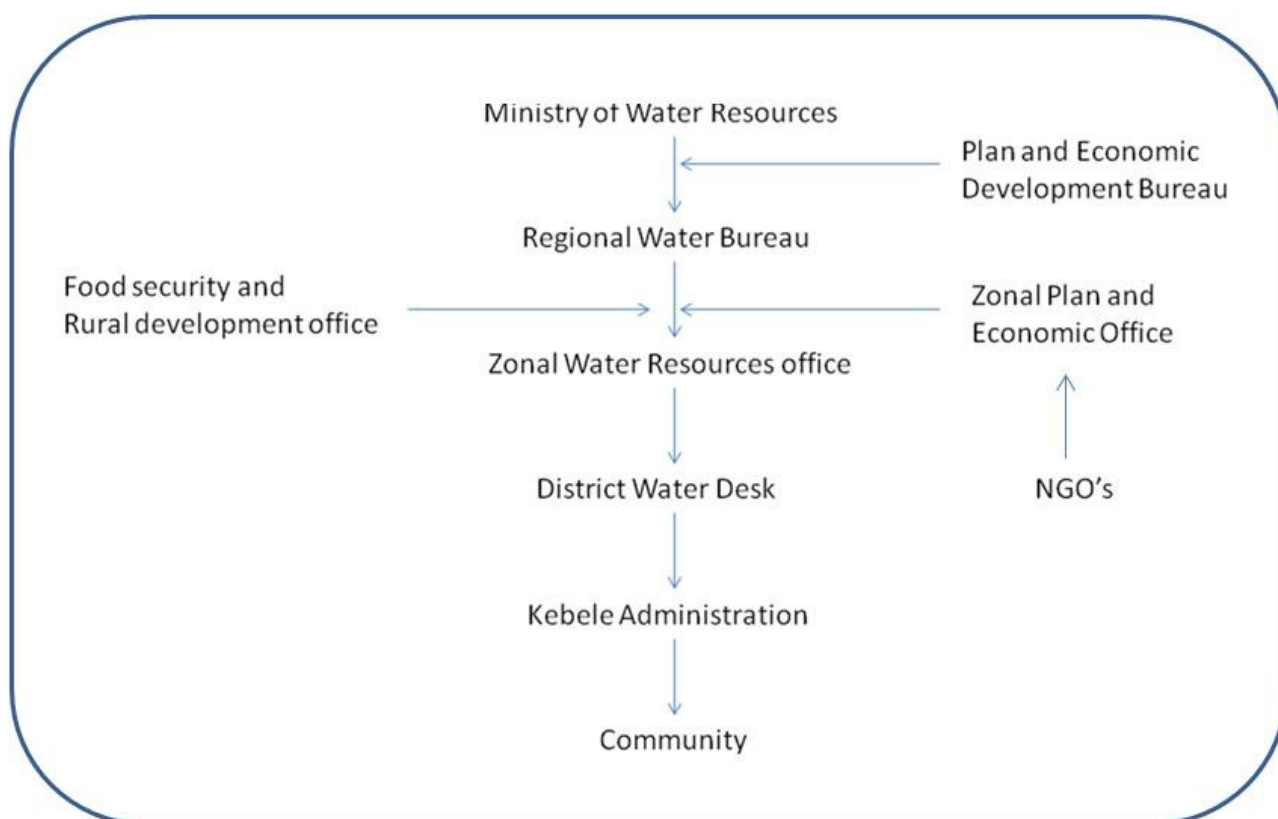 Ministry of Water Resources
Plan and Economic
Development Bureau
Regional Water Bureau
Food security and
Rural development office
Zonal Plan and
Economic Office
Zonal Water Resources office
District Water Desk
NGO's
Kebele Administration
Community